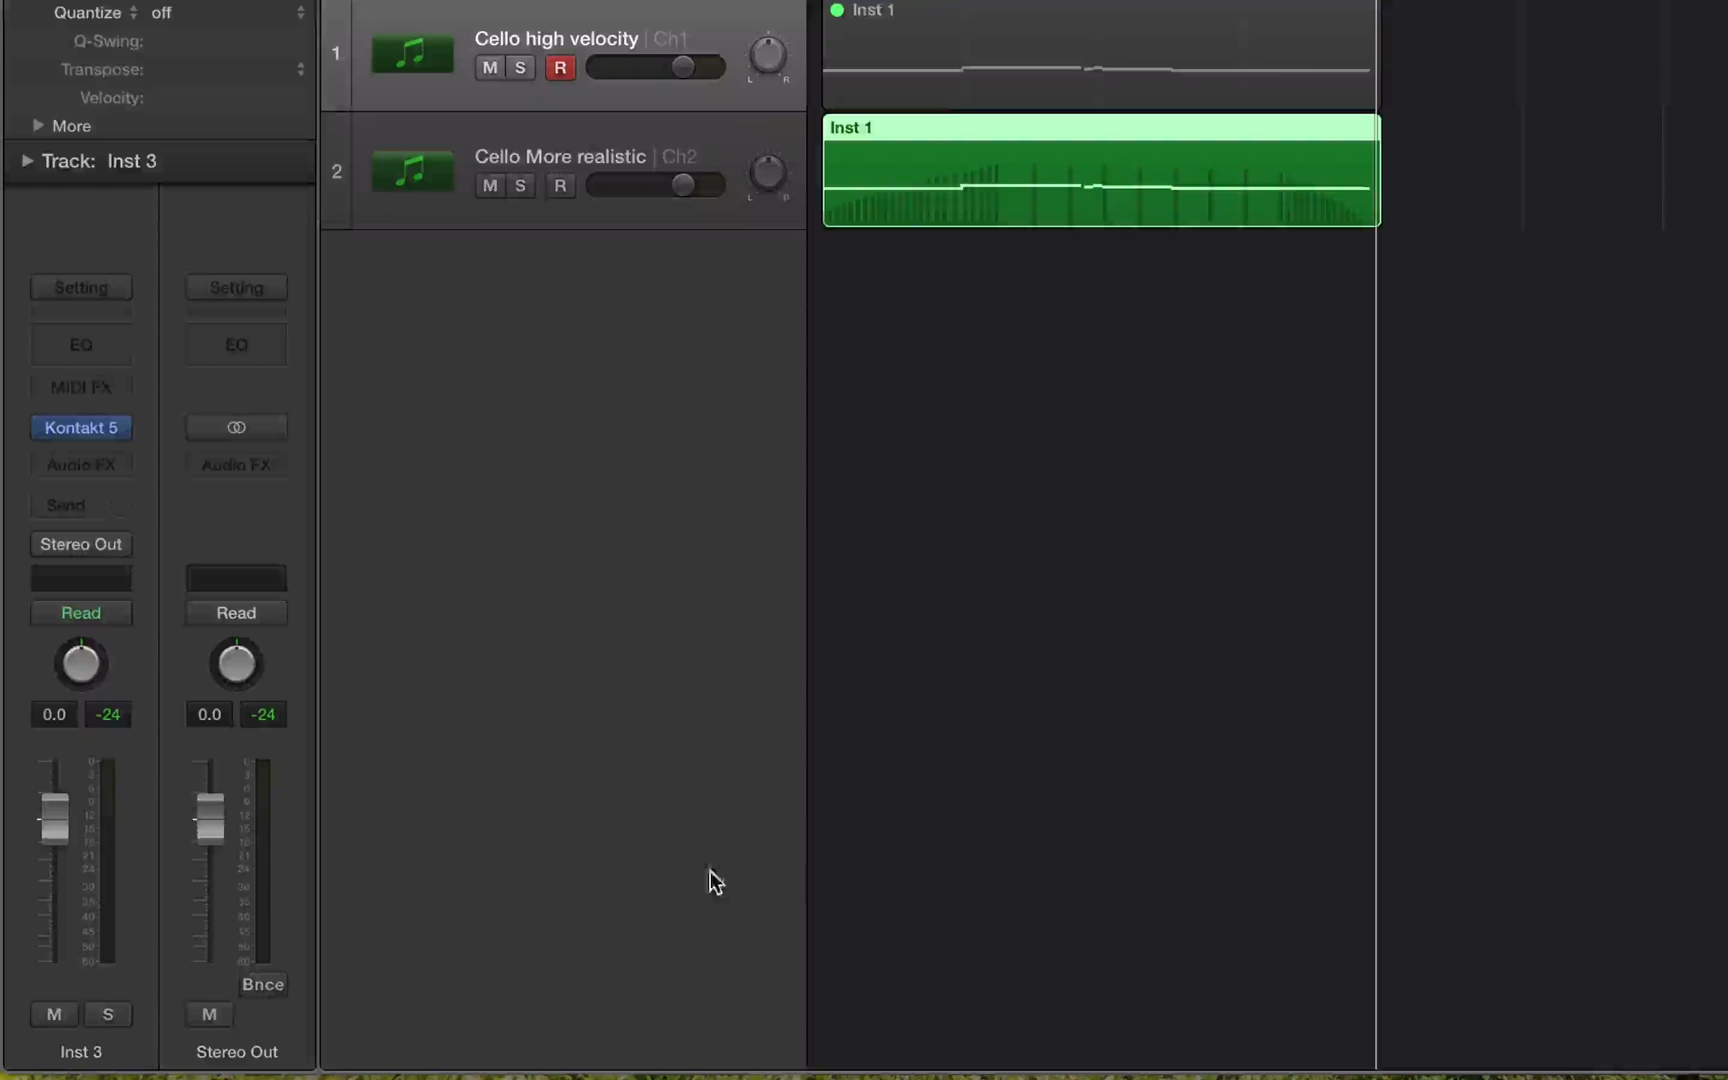 Quantize off
Q-Swing:
Transpose:
Velocity:
More
Track: Inst 3
Setting Setting
EQ EQ
MIDI FX
Kontakt 5
Audio FX Audio FX
Send
Stereo Out
Read Read
0.0 -24 0.0 -24
Bnce
M S M
Inst 3 Stereo Out
1 Cello high velocity | Ch1
M S R L R
2 Cello More realistic | Ch2
M S R L R
Inst 1
Inst 1